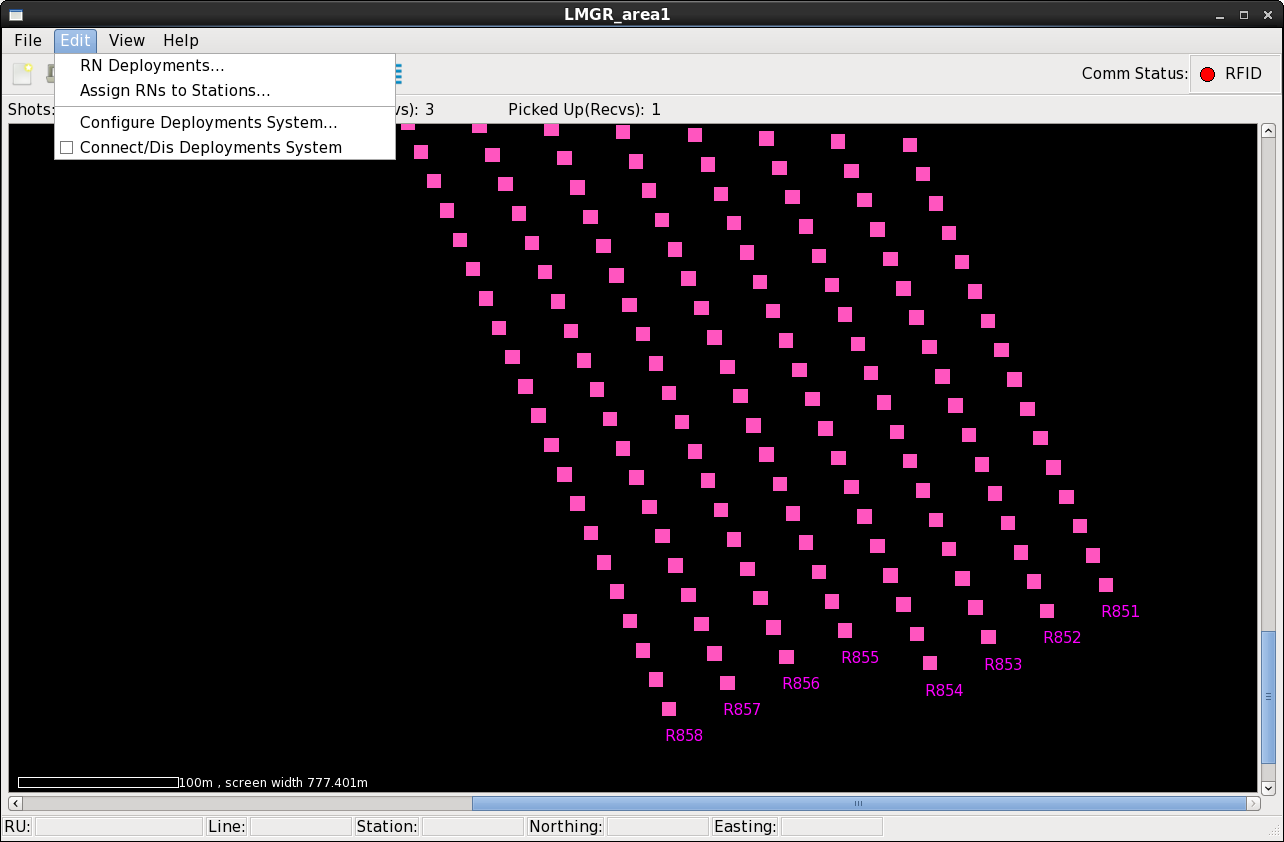 LMGR_area1
File Edit View Help
RN Deployments...
Assign RNs to Stations...
Configure Deployments System...
Connect/Dis Deployments System
Comm Status: RFID
Shots: vs): 3 Picked Up(Recvs): 1
R851
R852
R853
R854
R855
R856
R857
R858
100m , screen width 777.401m
RU: Line: Station: Northing: Easting: